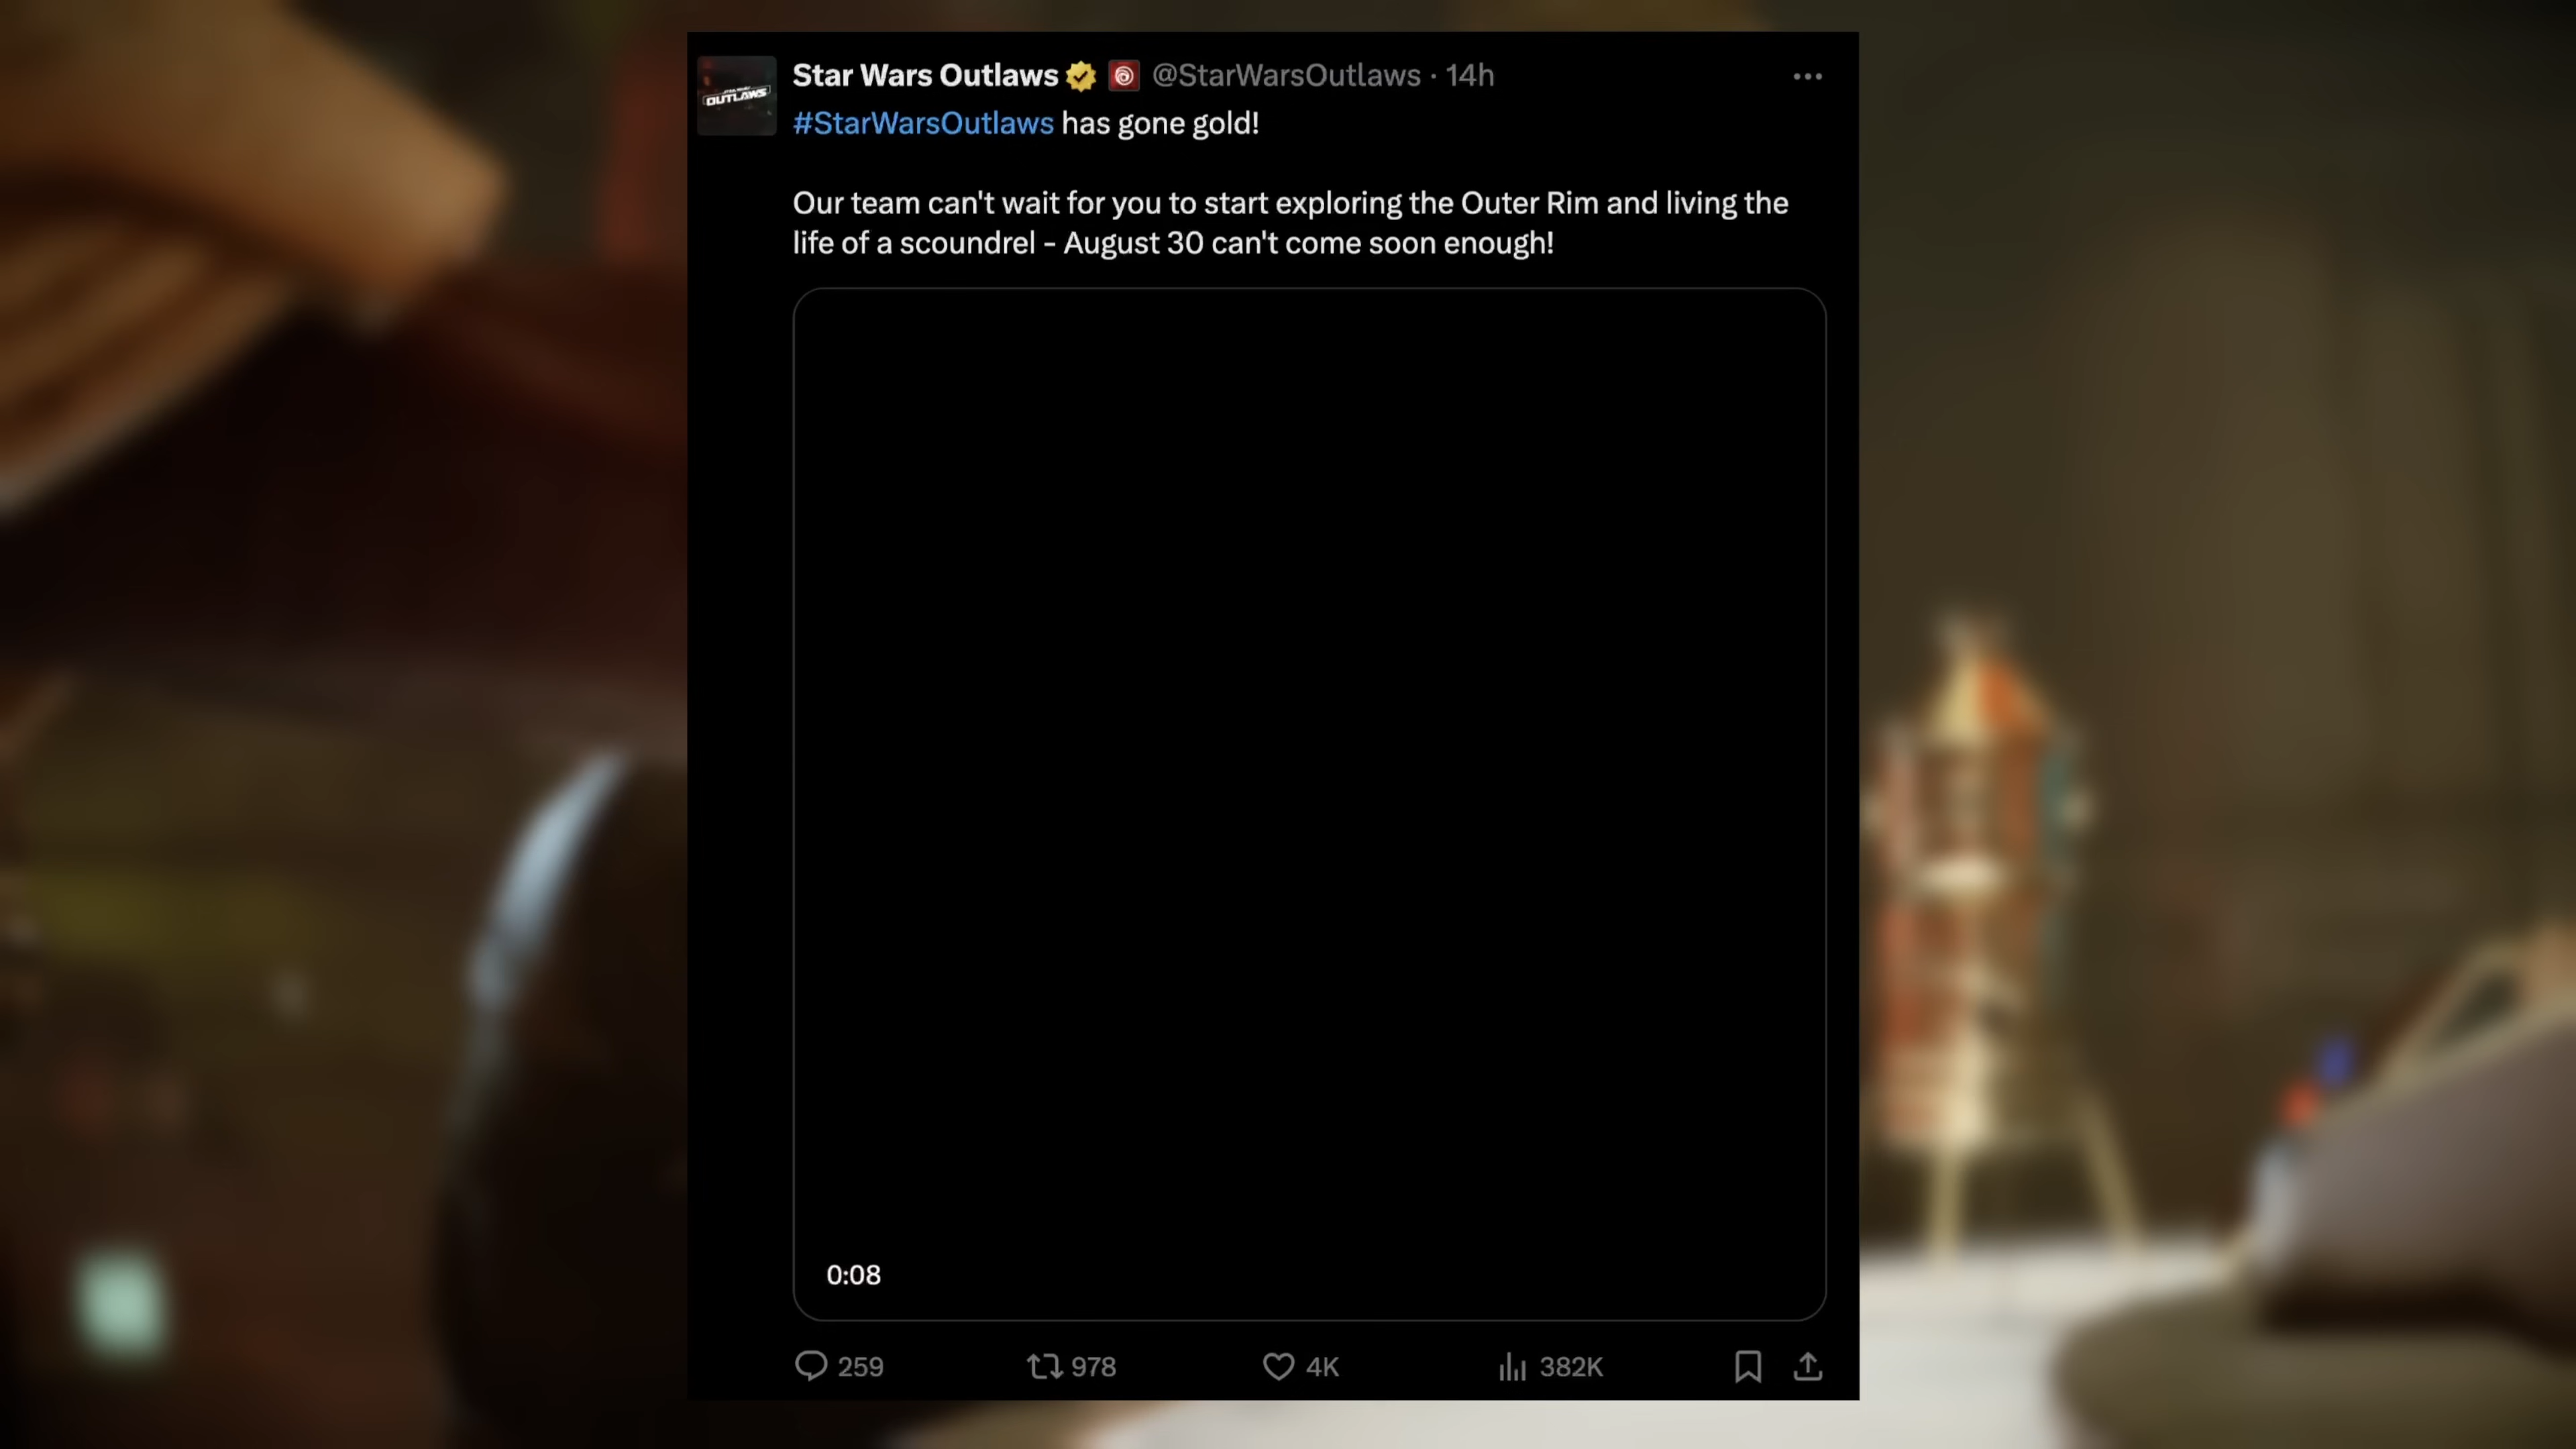 Star Wars Outlaws @StarWarsOutlaws · 14h
OUTLAWS
#StarWarsOutlaws has gone gold!
Our team can't wait for you to start exploring the Outer Rim and living the
life of a scoundrel - August 30 can't come soon enough!
0:08
259 978 4K 382K